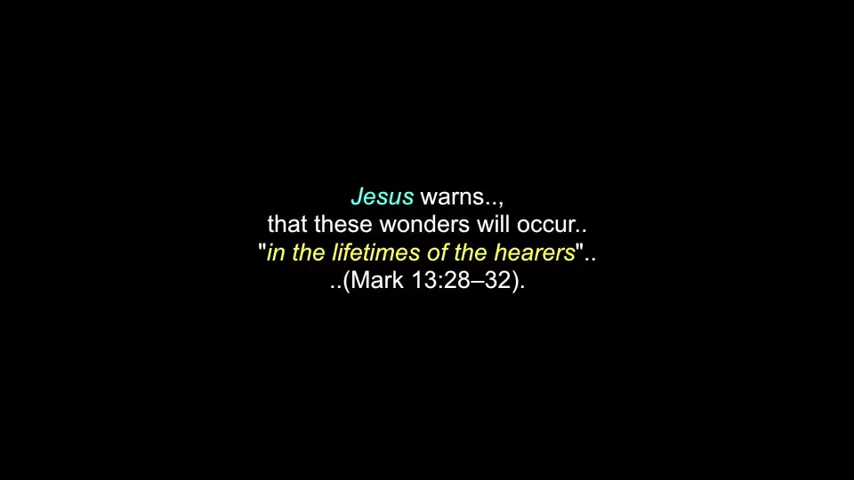 Jesus warns..,
that these wonders will occur..
"in the lifetimes of the hearers"..
..(Mark 13:28–32).